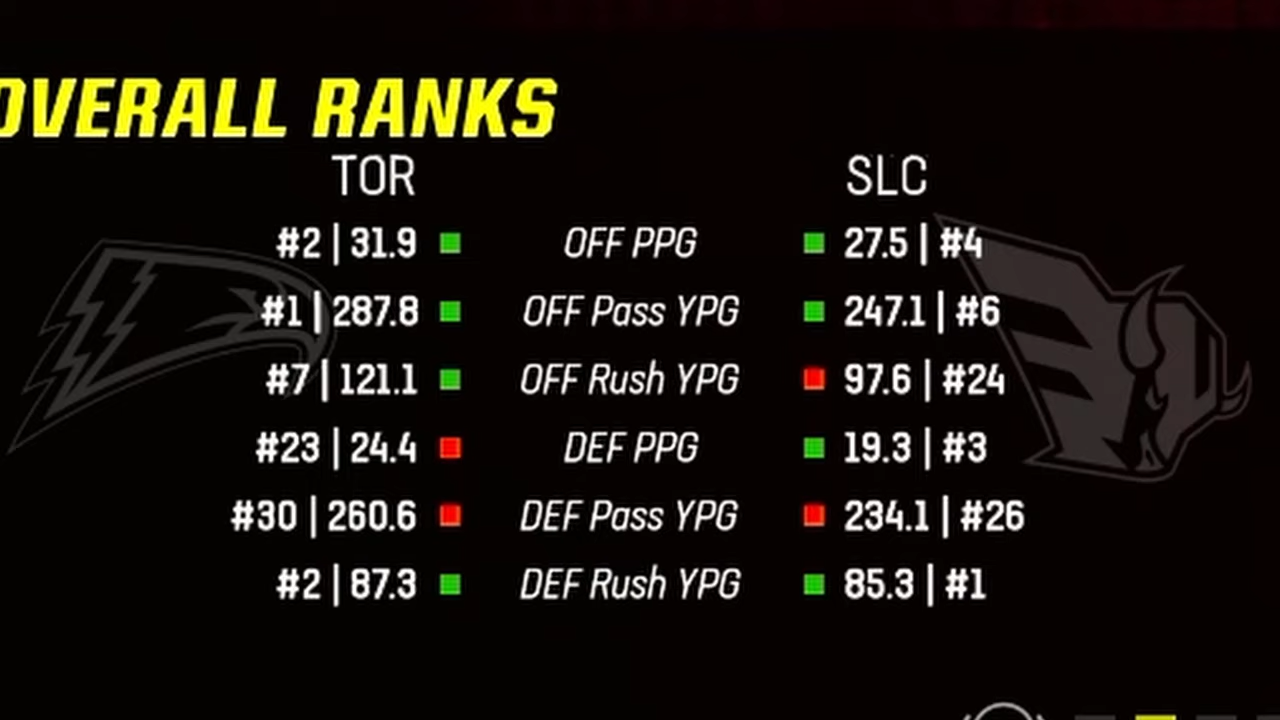 OVERALL RANKS
TOR SLC
#2 | 31.9 OFF PPG 27.5 | #4
#1 | 287.8 OFF Pass YPG 247.1 | #6
#7 | 121.1 OFF Rush YPG 97.6 | #24
#23 | 24.4 DEF PPG 19.3 | #3
#30 | 260.6 DEF Pass YPG 234.1 | #26
#2 | 87.3 DEF Rush YPG 85.3 | #1